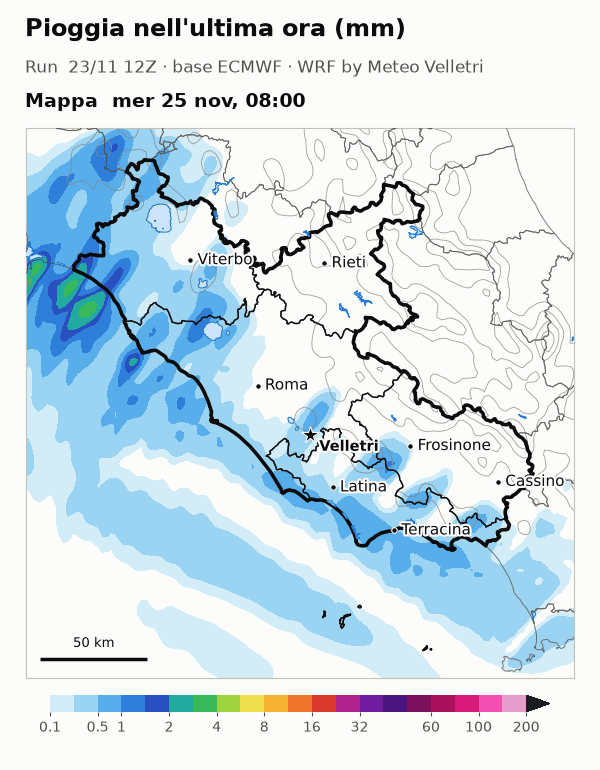 Pioggia nell'ultima ora (mm)
Run  23/11 12Z · base ECMWF · WRF by Meteo Velletri
Mappa  mer 25 nov, 08:00
Viterbo
Rieti
Roma
Velletri
Frosinone
Latina
Cassino
Terracina
50 km
0.1 0.5 1 2 4 8 16 32 60 100 200